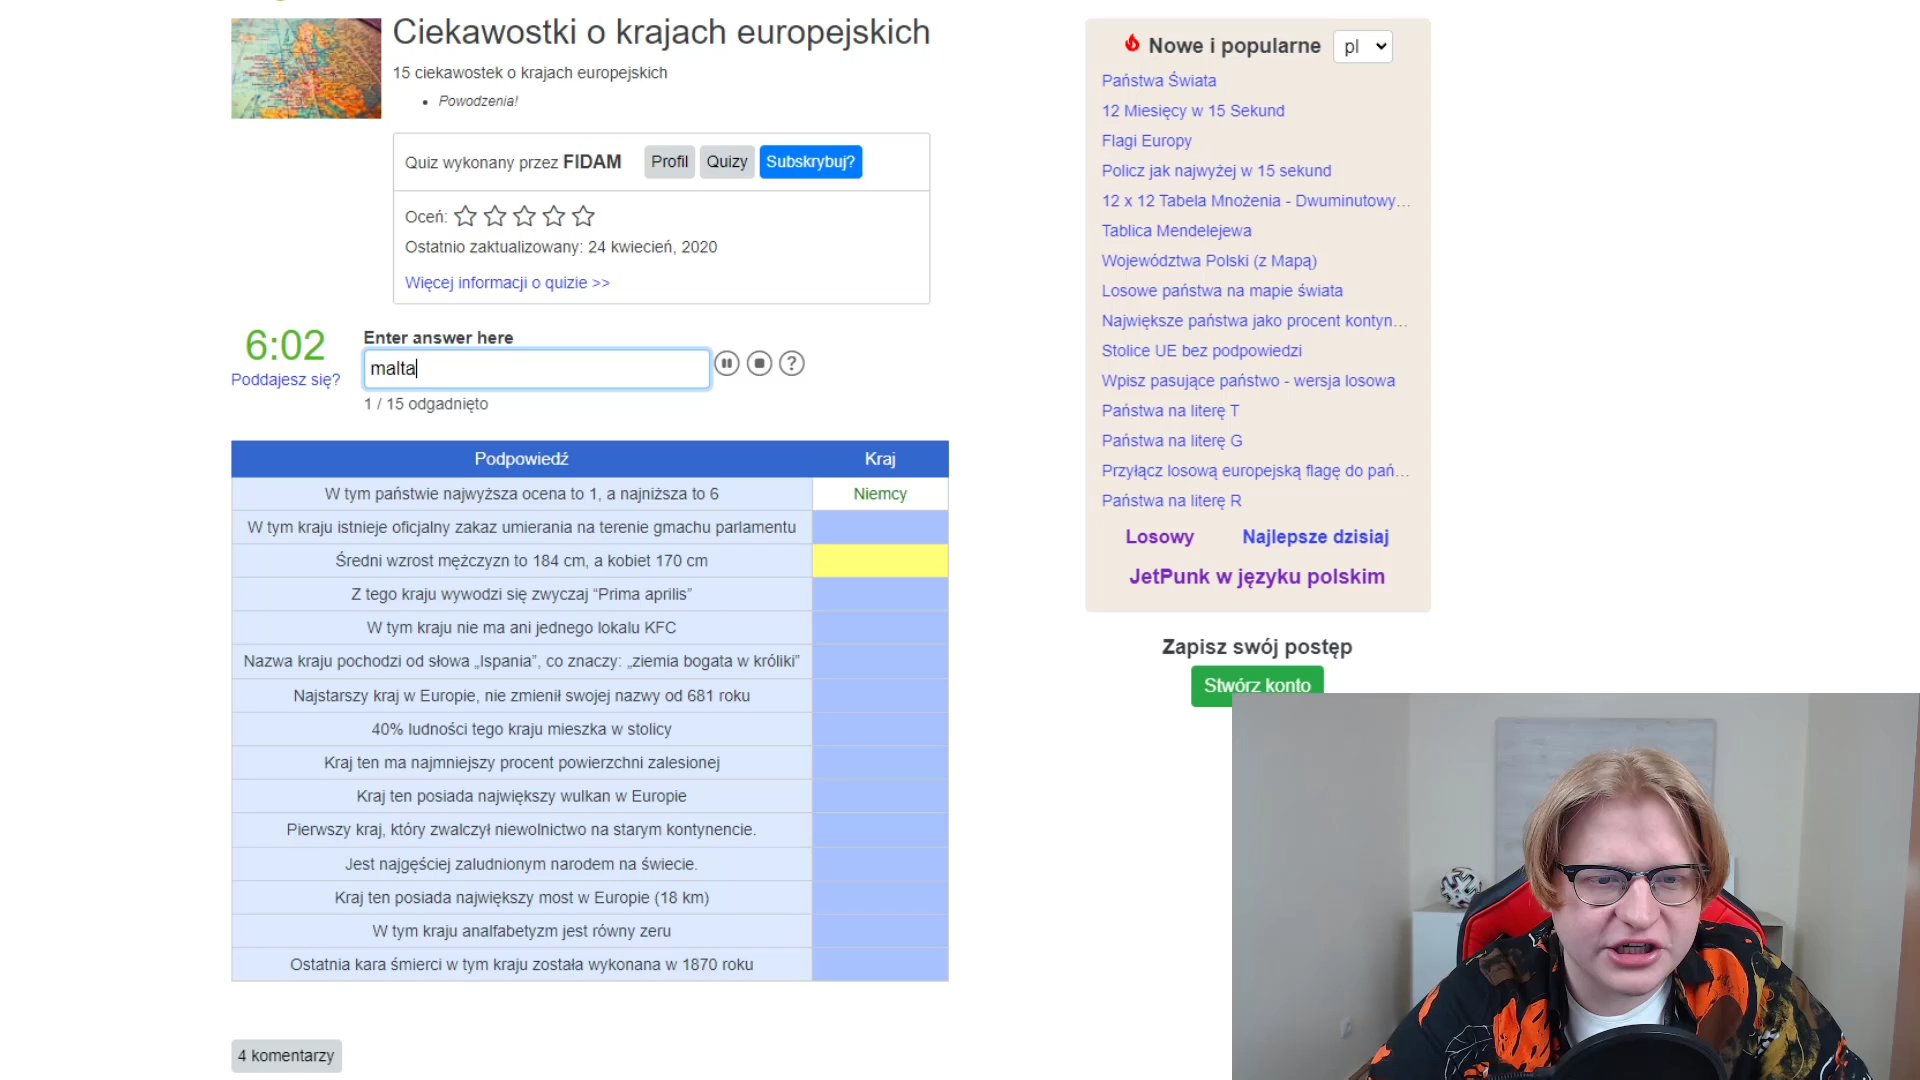 Ciekawostki o krajach europejskich
15 ciekawostek o krajach europejskich
Powodzenia!
Quiz wykonany przez FIDAM
Profil
Quizy
Subskrybuj?
Oceń:
Ostatnio zaktualizowany: 24 kwiecień, 2020
Więcej informacji o quizie >>
6:02
Poddajesz się?
Enter answer here
malta
1 / 15 odgadnięto
Podpowiedź
Kraj
W tym państwie najwyższa ocena to 1, a najniższa to 6
Niemcy
W tym kraju istnieje oficjalny zakaz umierania na terenie gmachu parlamentu
Średni wzrost mężczyzn to 184 cm, a kobiet 170 cm
Z tego kraju wywodzi się zwyczaj “Prima aprilis”
W tym kraju nie ma ani jednego lokalu KFC
Nazwa kraju pochodzi od słowa „Ispania”, co znaczy: „ziemia bogata w króliki”
Najstarszy kraj w Europie, nie zmienił swojej nazwy od 681 roku
40% ludności tego kraju mieszka w stolicy
Kraj ten ma najmniejszy procent powierzchni zalesionej
Kraj ten posiada największy wulkan w Europie
Pierwszy kraj, który zwalczył niewolnictwo na starym kontynencie.
Jest najgęściej zaludnionym narodem na świecie.
Kraj ten posiada największy most w Europie (18 km)
W tym kraju analfabetyzm jest równy zeru
Ostatnia kara śmierci w tym kraju została wykonana w 1870 roku
4 komentarzy
Nowe i popularne
pl
Państwa Świata
12 Miesięcy w 15 Sekund
Flagi Europy
Policz jak najwyżej w 15 sekund
12 x 12 Tabela Mnożenia - Dwuminutowy…
Tablica Mendelejewa
Województwa Polski (z Mapą)
Losowe państwa na mapie świata
Największe państwa jako procent kontyn…
Stolice UE bez podpowiedzi
Wpisz pasujące państwo - wersja losowa
Państwa na literę T
Państwa na literę G
Przyłącz losową europejską flagę do pań…
Państwa na literę R
Losowy
Najlepsze dzisiaj
JetPunk w języku polskim
Zapisz swój postęp
Stwórz konto